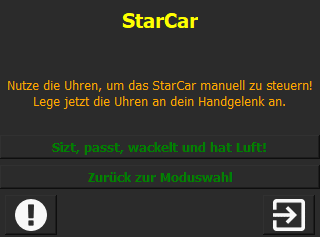 StarCar
Nutze die Uhren, um das StarCar manuell zu steuern!
Lege jetzt die Uhren an dein Handgelenk an.
Sizt, passt, wackelt und hat Luft!
Zurück zur Moduswahl